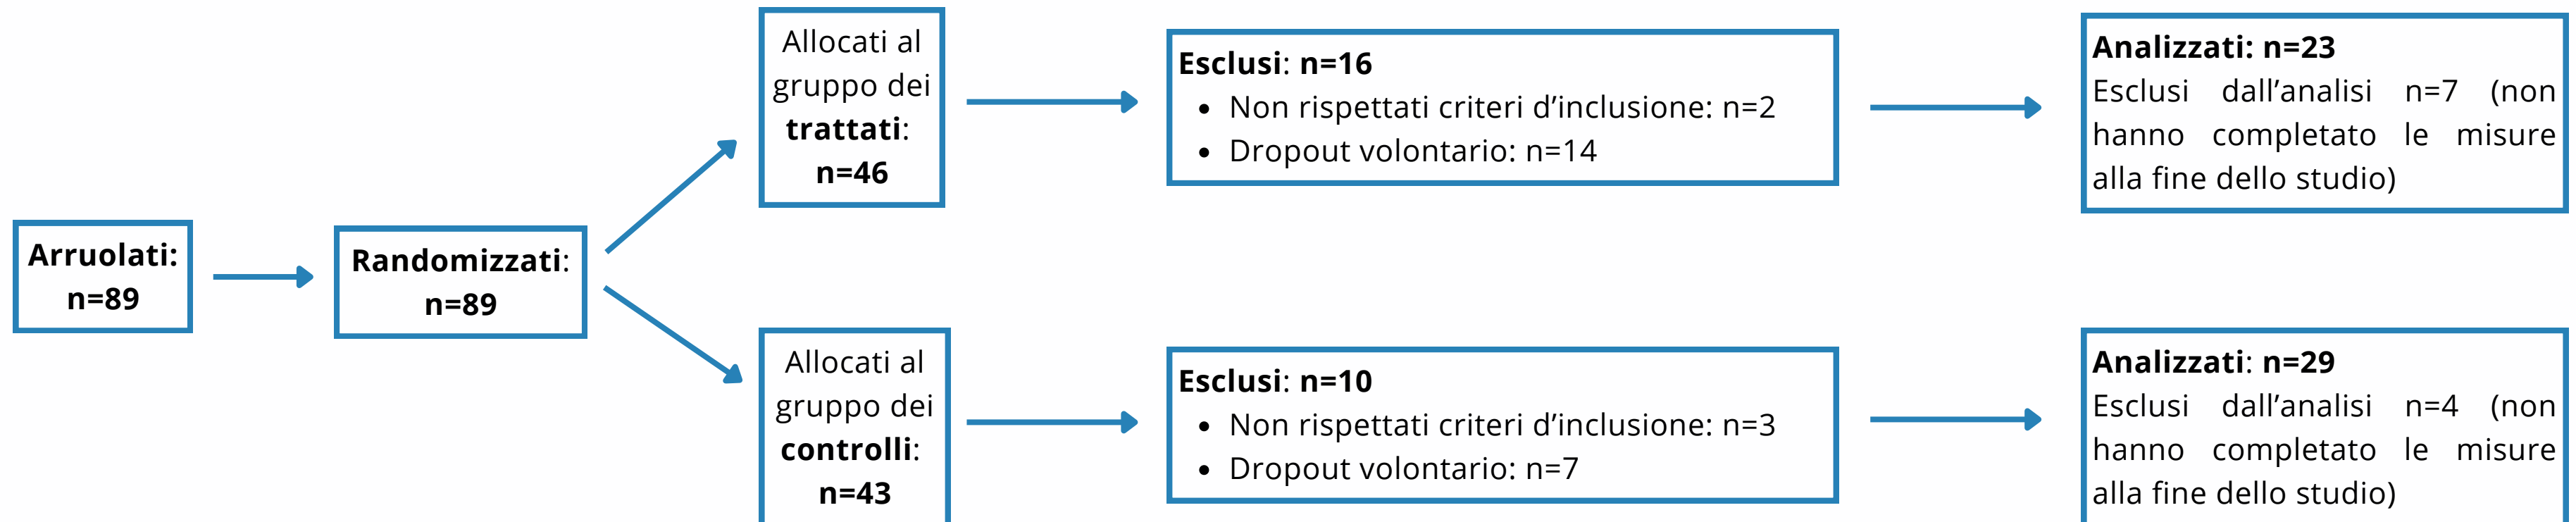 Arruolati:
n=89
Randomizzati:
n=89
Allocati al
gruppo dei
trattati:
n=46
Esclusi: n=16
• Non rispettati criteri d’inclusione: n=2
• Dropout volontario: n=14
Analizzati: n=23
Esclusi dall’analisi n=7 (non
hanno completato le misure
alla fine dello studio)
Allocati al
gruppo dei
controlli:
n=43
Esclusi: n=10
• Non rispettati criteri d’inclusione: n=3
• Dropout volontario: n=7
Analizzati: n=29
Esclusi dall’analisi n=4 (non
hanno completato le misure
alla fine dello studio)